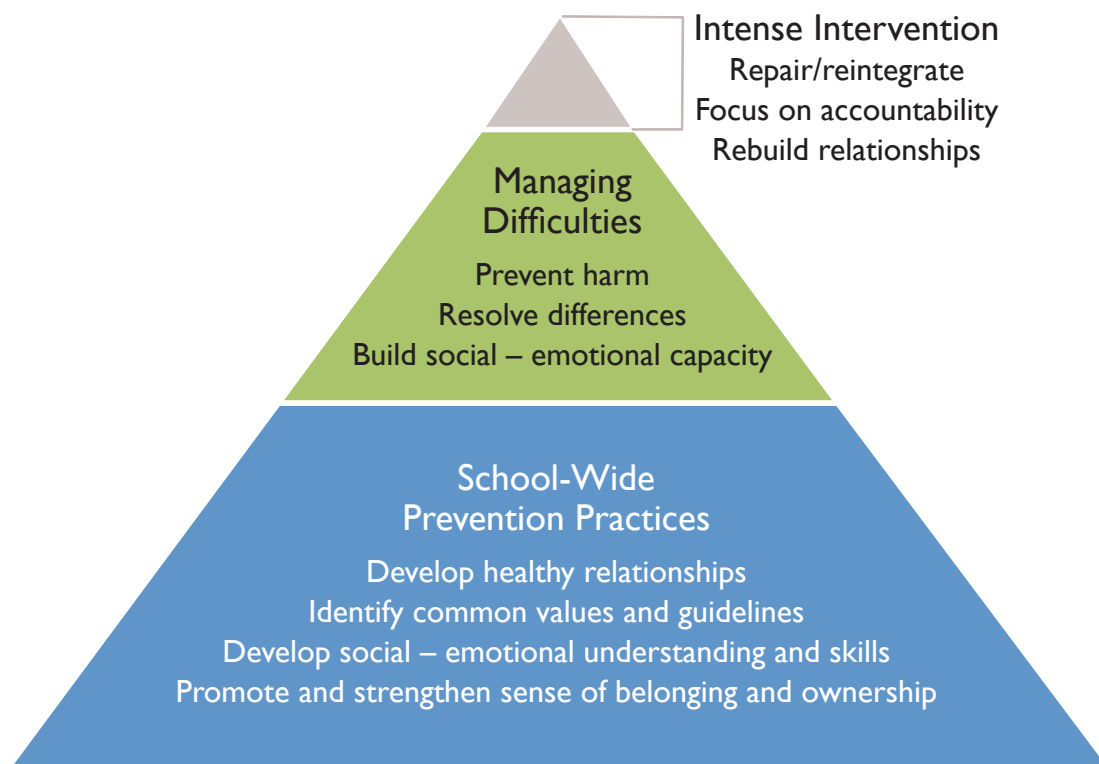 Intense Intervention
Repair/reintegrate
Focus on accountability
Rebuild relationships
Managing
Difficulties
Prevent harm
Resolve differences
Build social – emotional capacity
School-Wide
Prevention Practices
Develop healthy relationships
Identify common values and guidelines
Develop social – emotional understanding and skills
Promote and strengthen sense of belonging and ownership